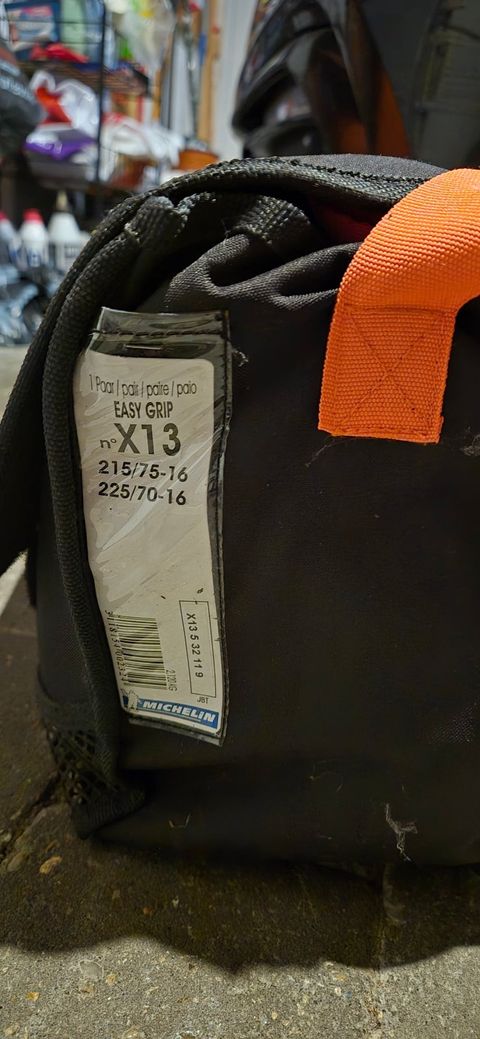 1 Paar / pair / paire / paio
EASY GRIP
n° X13
215/75-16
225/70-16
X13 5 32 11 9
JBT
MICHELIN